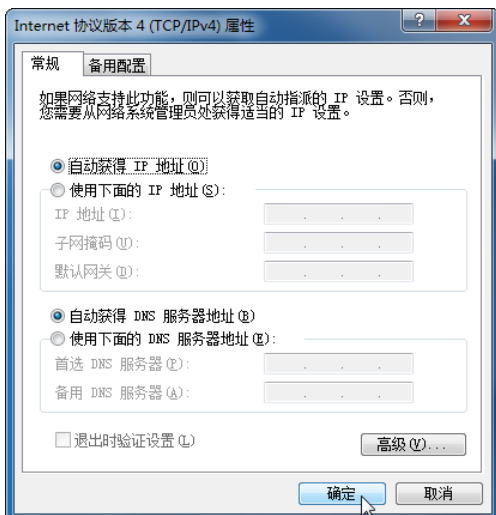 Internet 协议版本 4 (TCP/IPv4) 属性
常规 备用配置
如果网络支持此功能，则可以获取自动指派的 IP 设置。否则，
您需要从网络系统管理员处获得适当的 IP 设置。
自动获得 IP 地址(O)
使用下面的 IP 地址(S):
IP 地址(I):
子网掩码(U):
默认网关(D):
自动获得 DNS 服务器地址(B)
使用下面的 DNS 服务器地址(E):
首选 DNS 服务器(P):
备用 DNS 服务器(A):
退出时验证设置(L)
高级(V)...
确定 取消